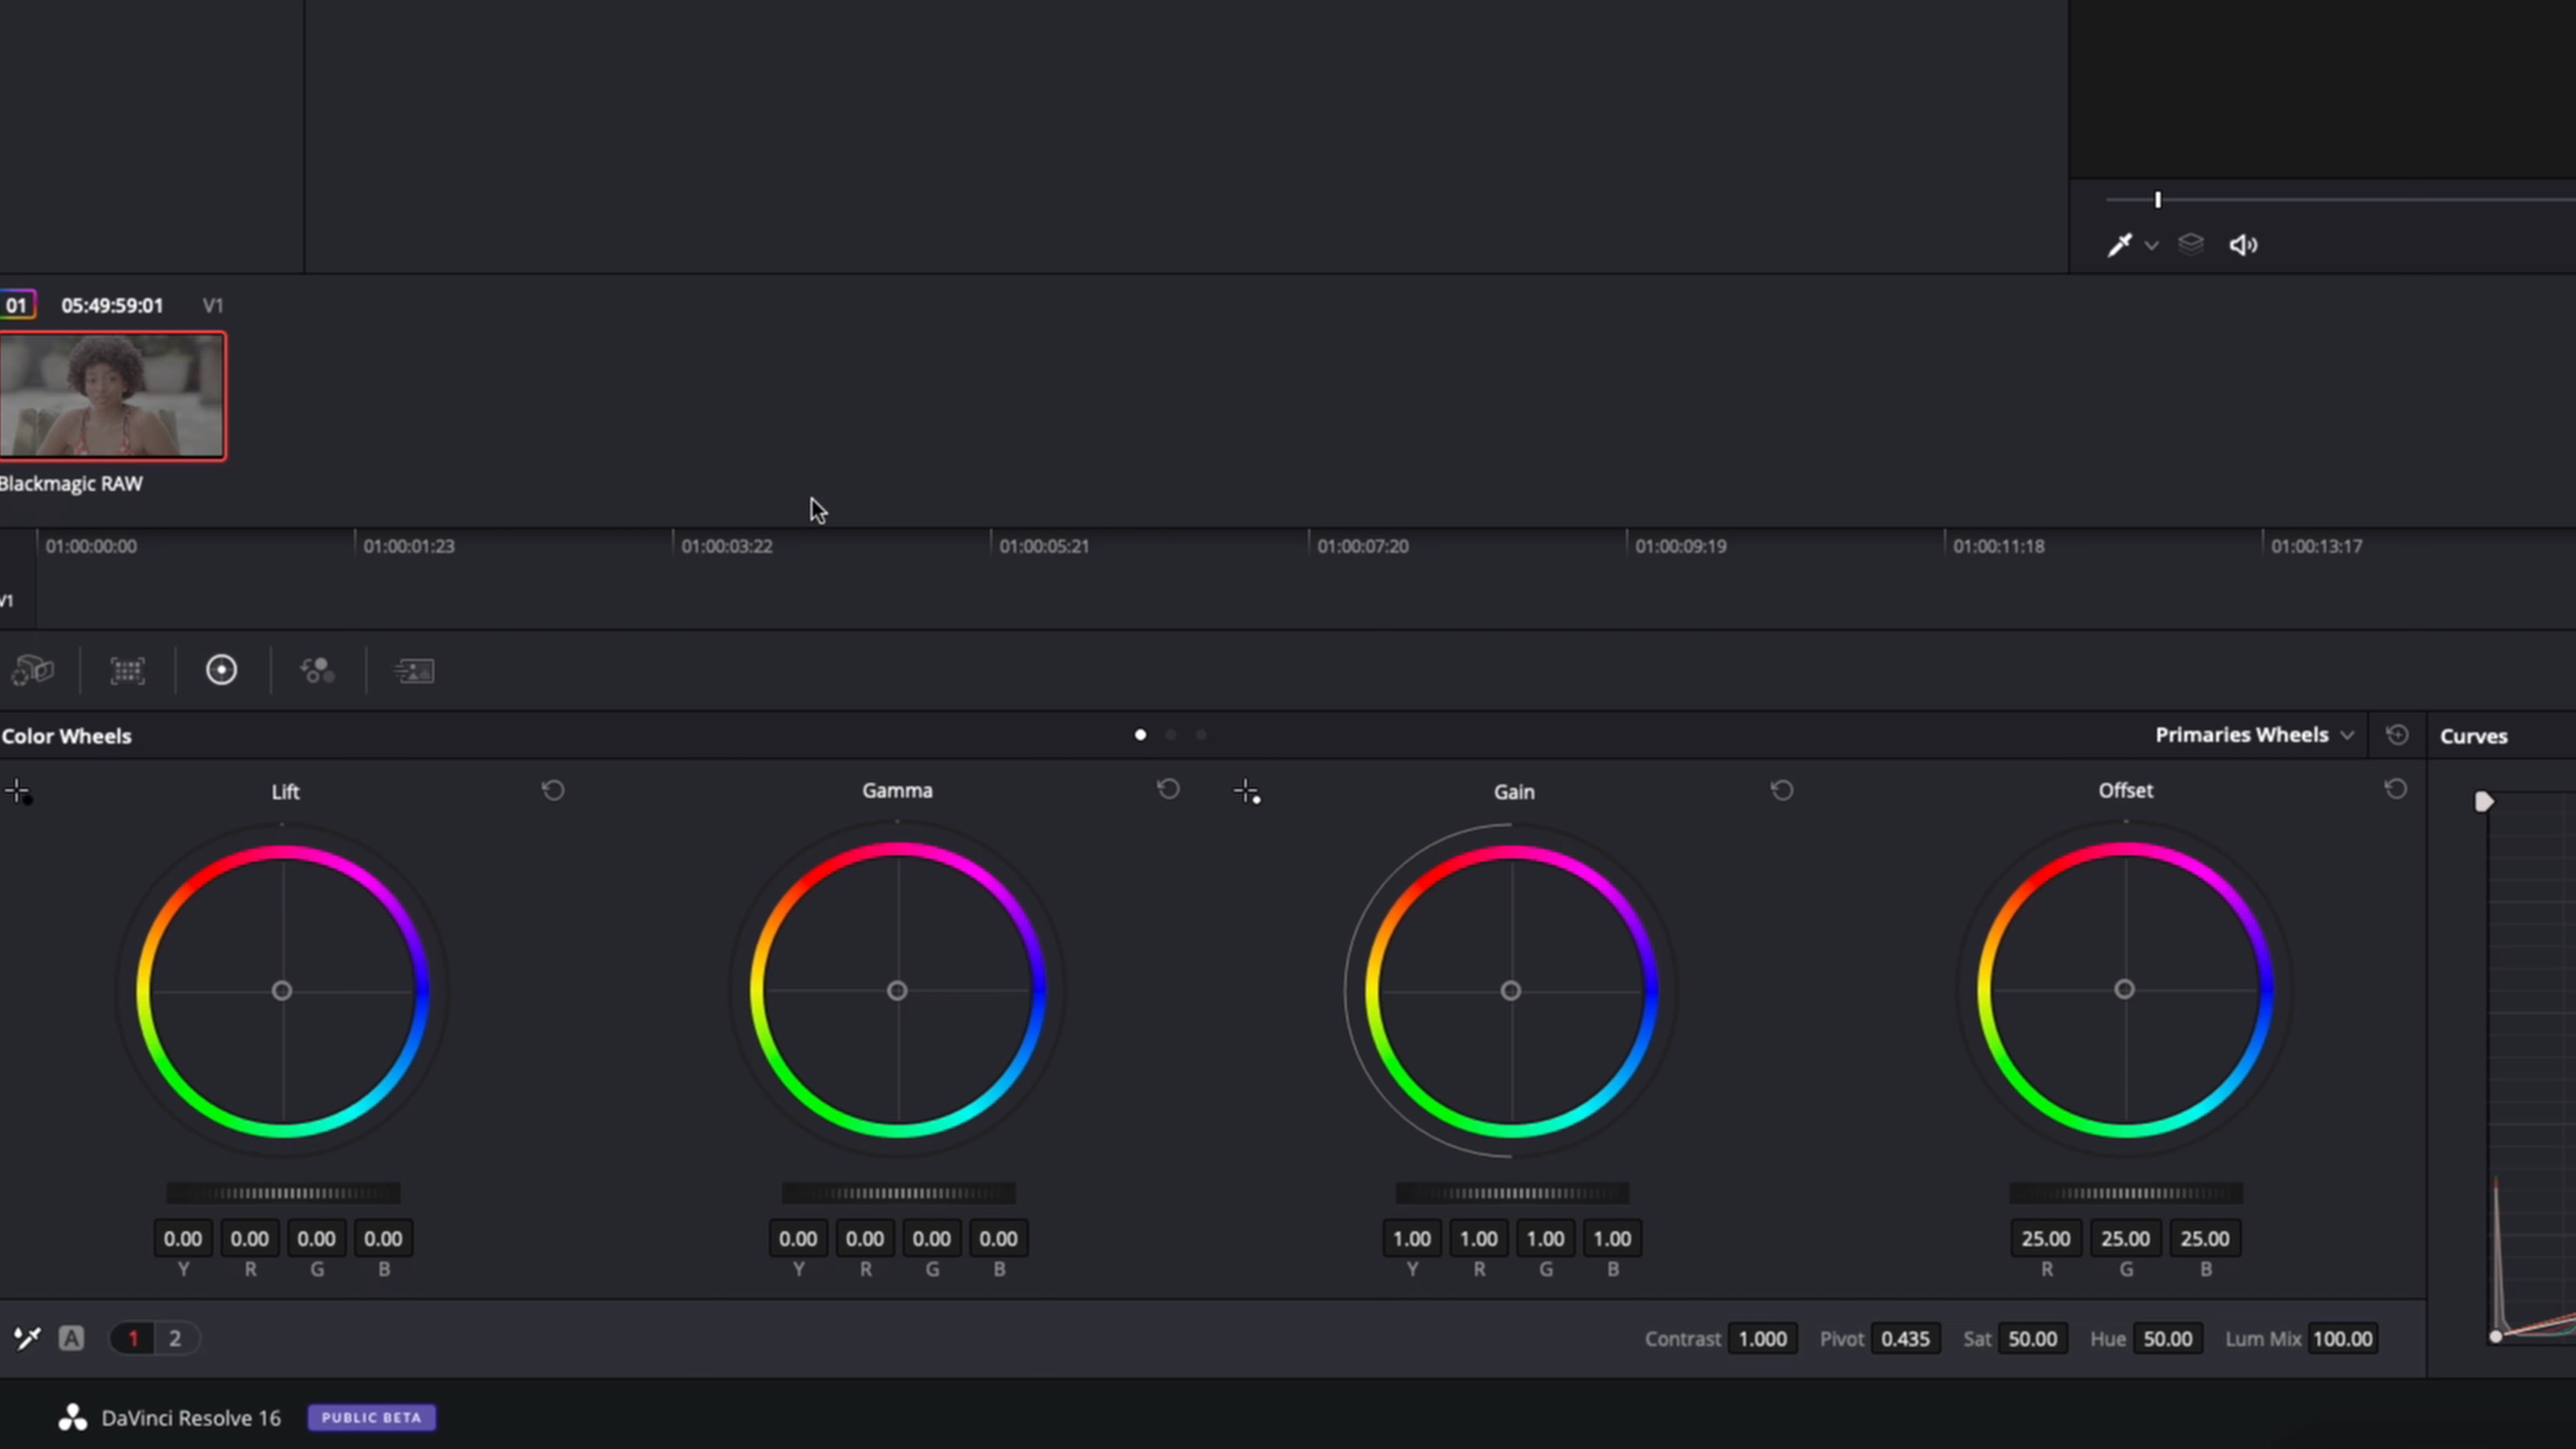 01 05:49:59:01 V1
Blackmagic RAW
01:00:00:00 01:00:01:23 01:00:03:22 01:00:05:21 01:00:07:20 01:00:09:19 01:00:11:18 01:00:13:17
V1
Color Wheels Primaries Wheels Curves
Lift Gamma Gain Offset
0.00 0.00 0.00 0.00 0.00 0.00 0.00 0.00 1.00 1.00 1.00 1.00 25.00 25.00 25.00
Y R G B Y R G B Y R G B R G B
A 1 2 Contrast 1.000 Pivot 0.435 Sat 50.00 Hue 50.00 Lum Mix 100.00
DaVinci Resolve 16 PUBLIC BETA